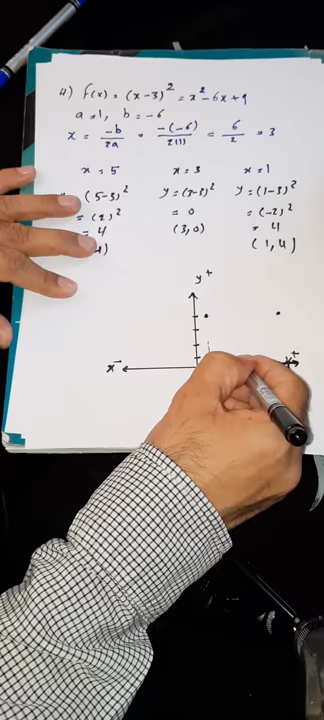 4) f(x) = (x-3)² = x² - 6x + 9
a = 1, b = -6
x = -b/2a = -(-6)/2(1) = 6/2 = 3
x = 5 x = 3 x = 1
(5-3)² y = (3-3)² y = (1-3)²
= (2)² = 0 = (-2)²
= 4 (3,0) = 4
4) (1,4)
y+
x- x+